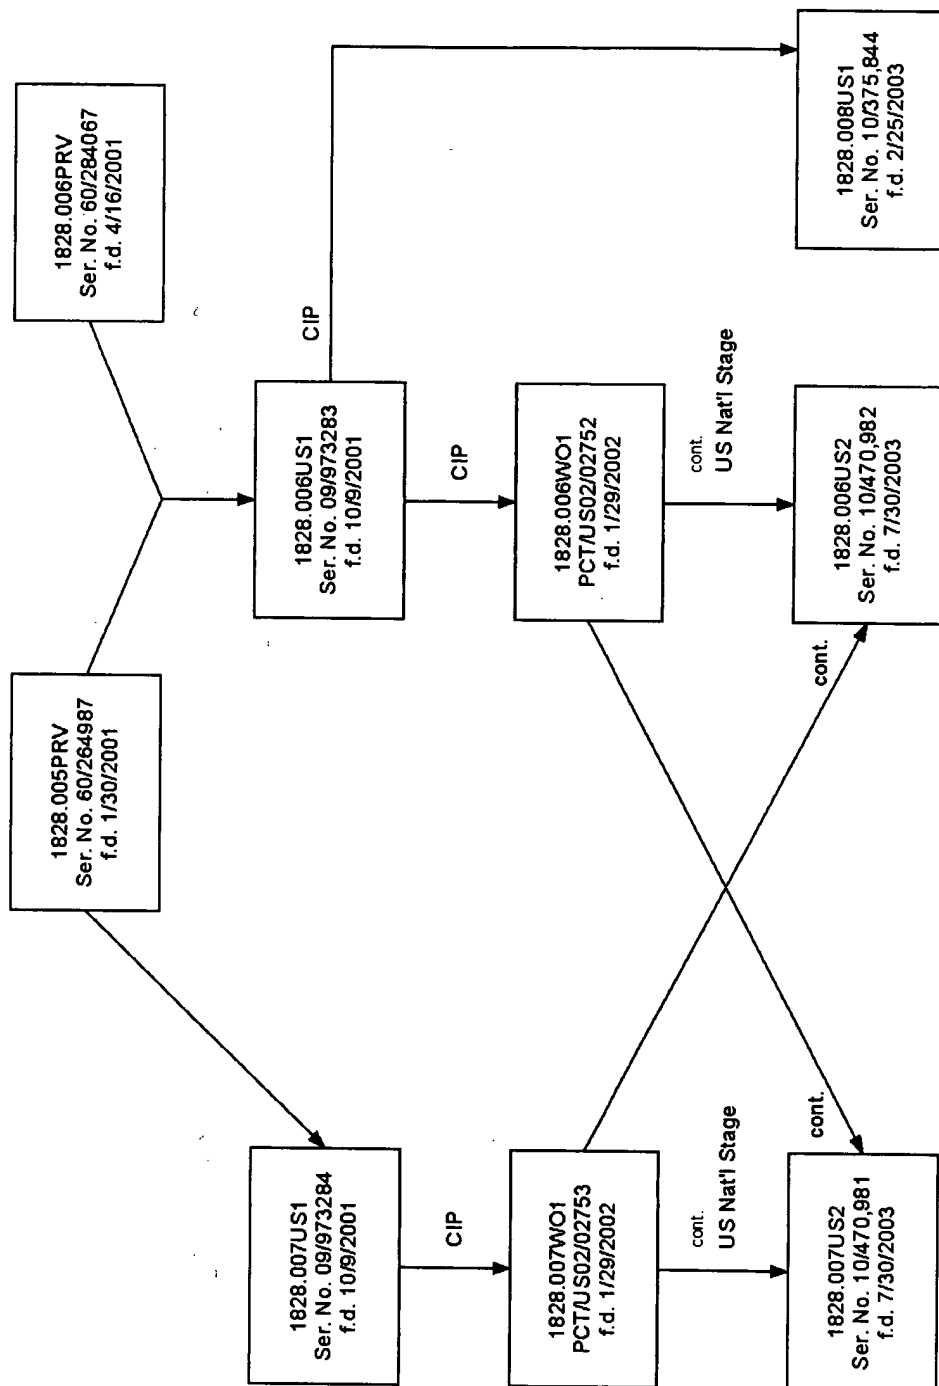 1828.005PRV
Ser. No. 60/264987
f.d. 1/30/2001
1828.006PRV
Ser. No. 60/284067
f.d. 4/16/2001
1828.007US1
Ser. No. 09/973284
f.d. 10/9/2001
1828.006US1
Ser. No. 09/973283
f.d. 10/9/2001
CIP
CIP
CIP
1828.007WO1
PCT/US02/02753
f.d. 1/29/2002
1828.006WO1
PCT/US02/02752
f.d. 1/29/2002
cont.
US Nat'l Stage
cont.
US Nat'l Stage
cont.
cont.
1828.007US2
Ser. No. 10/470,981
f.d. 7/30/2003
1828.006US2
Ser. No. 10/470,982
f.d. 7/30/2003
1828.008US1
Ser. No. 10/375,844
f.d. 2/25/2003